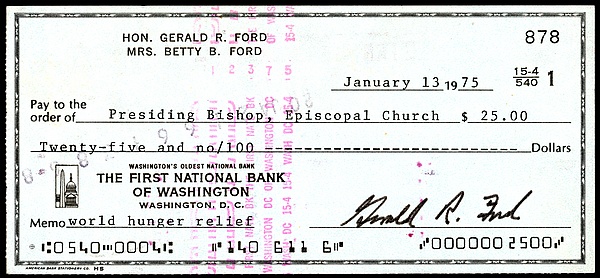 HON. GERALD R. FORD
MRS. BETTY B. FORD
878
January 13 1975
15-4
540 1
Pay to the
order of Presiding Bishop, Episcopal Church $ 25.00
Twenty-five and no/100 Dollars
WASHINGTON'S OLDEST NATIONAL BANK
THE FIRST NATIONAL BANK
OF WASHINGTON
WASHINGTON, D. C.
Memo world hunger relief
Gerald R. Ford
⑆0540⑈0004⑆ ⑈140 611 6⑈ ⑈0000002500⑈
AMERICAN BANK STATIONERY CO. HS